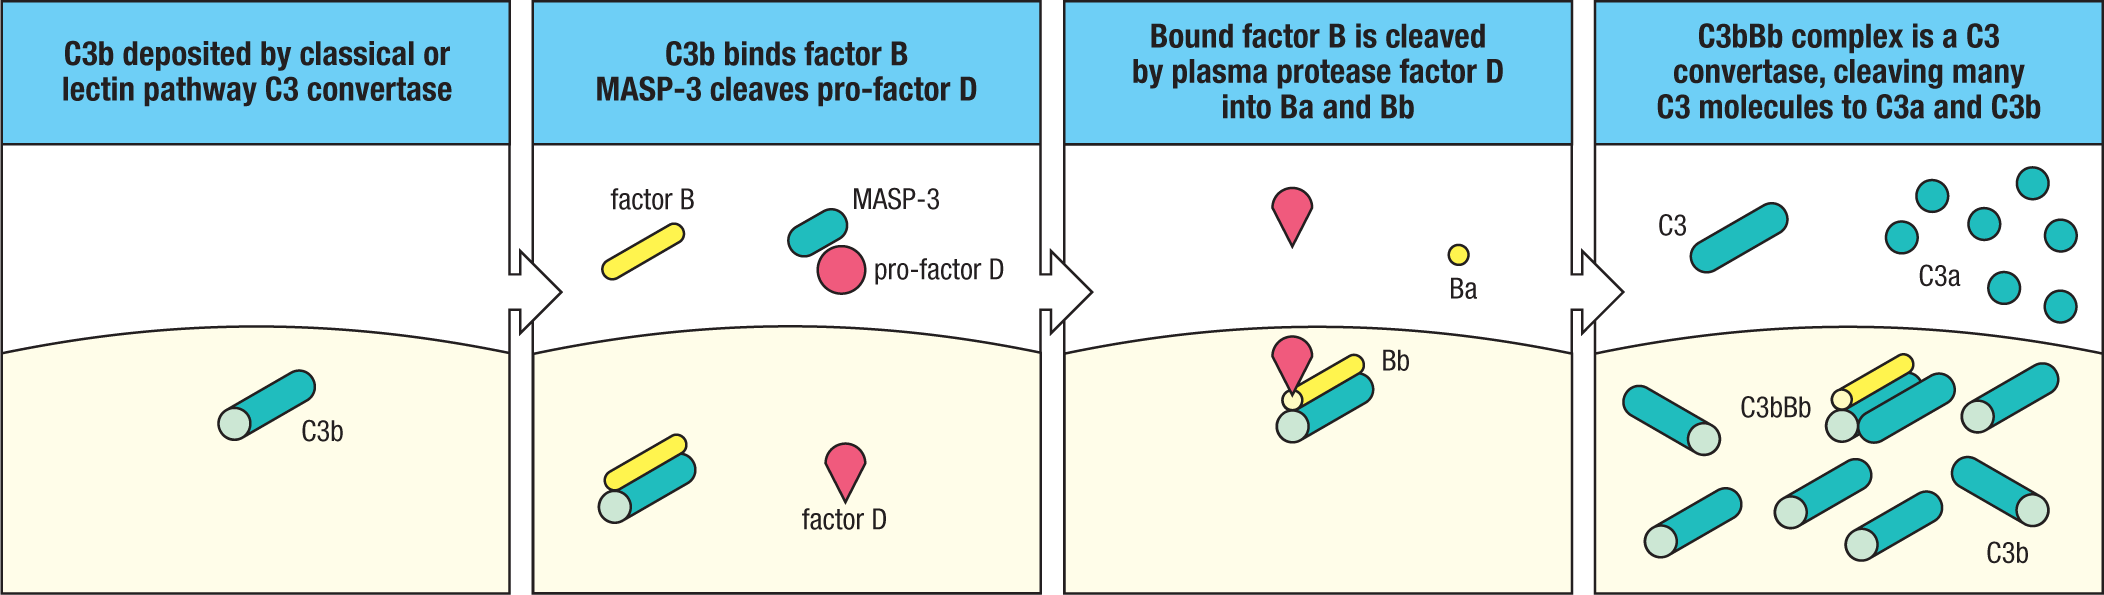 C3b deposited by classical or
lectin pathway C3 convertase
C3b
C3b binds factor B
MASP-3 cleaves pro-factor D
factor B
MASP-3
pro-factor D
factor D
Bound factor B is cleaved
by plasma protease factor D
into Ba and Bb
Ba
Bb
C3bBb complex is a C3
convertase, cleaving many
C3 molecules to C3a and C3b
C3
C3a
C3bBb
C3b